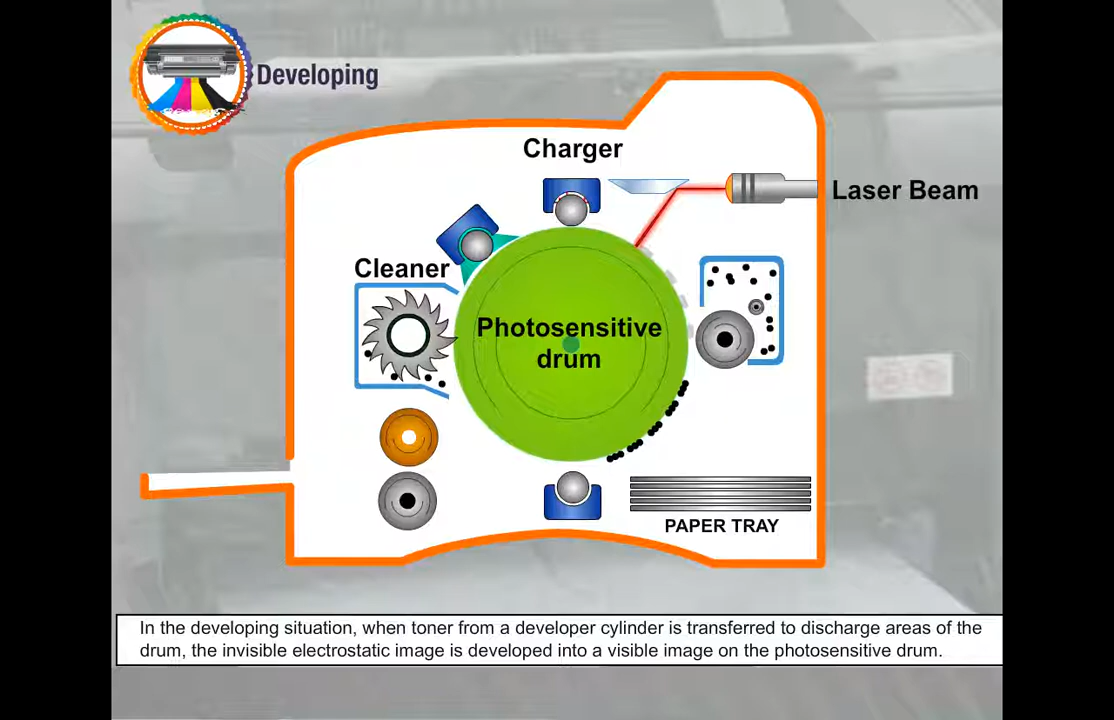 Developing
Charger
Laser Beam
Cleaner
Photosensitive
drum
PAPER TRAY
In the developing situation, when toner from a developer cylinder is transferred to discharge areas of the
drum, the invisible electrostatic image is developed into a visible image on the photosensitive drum.